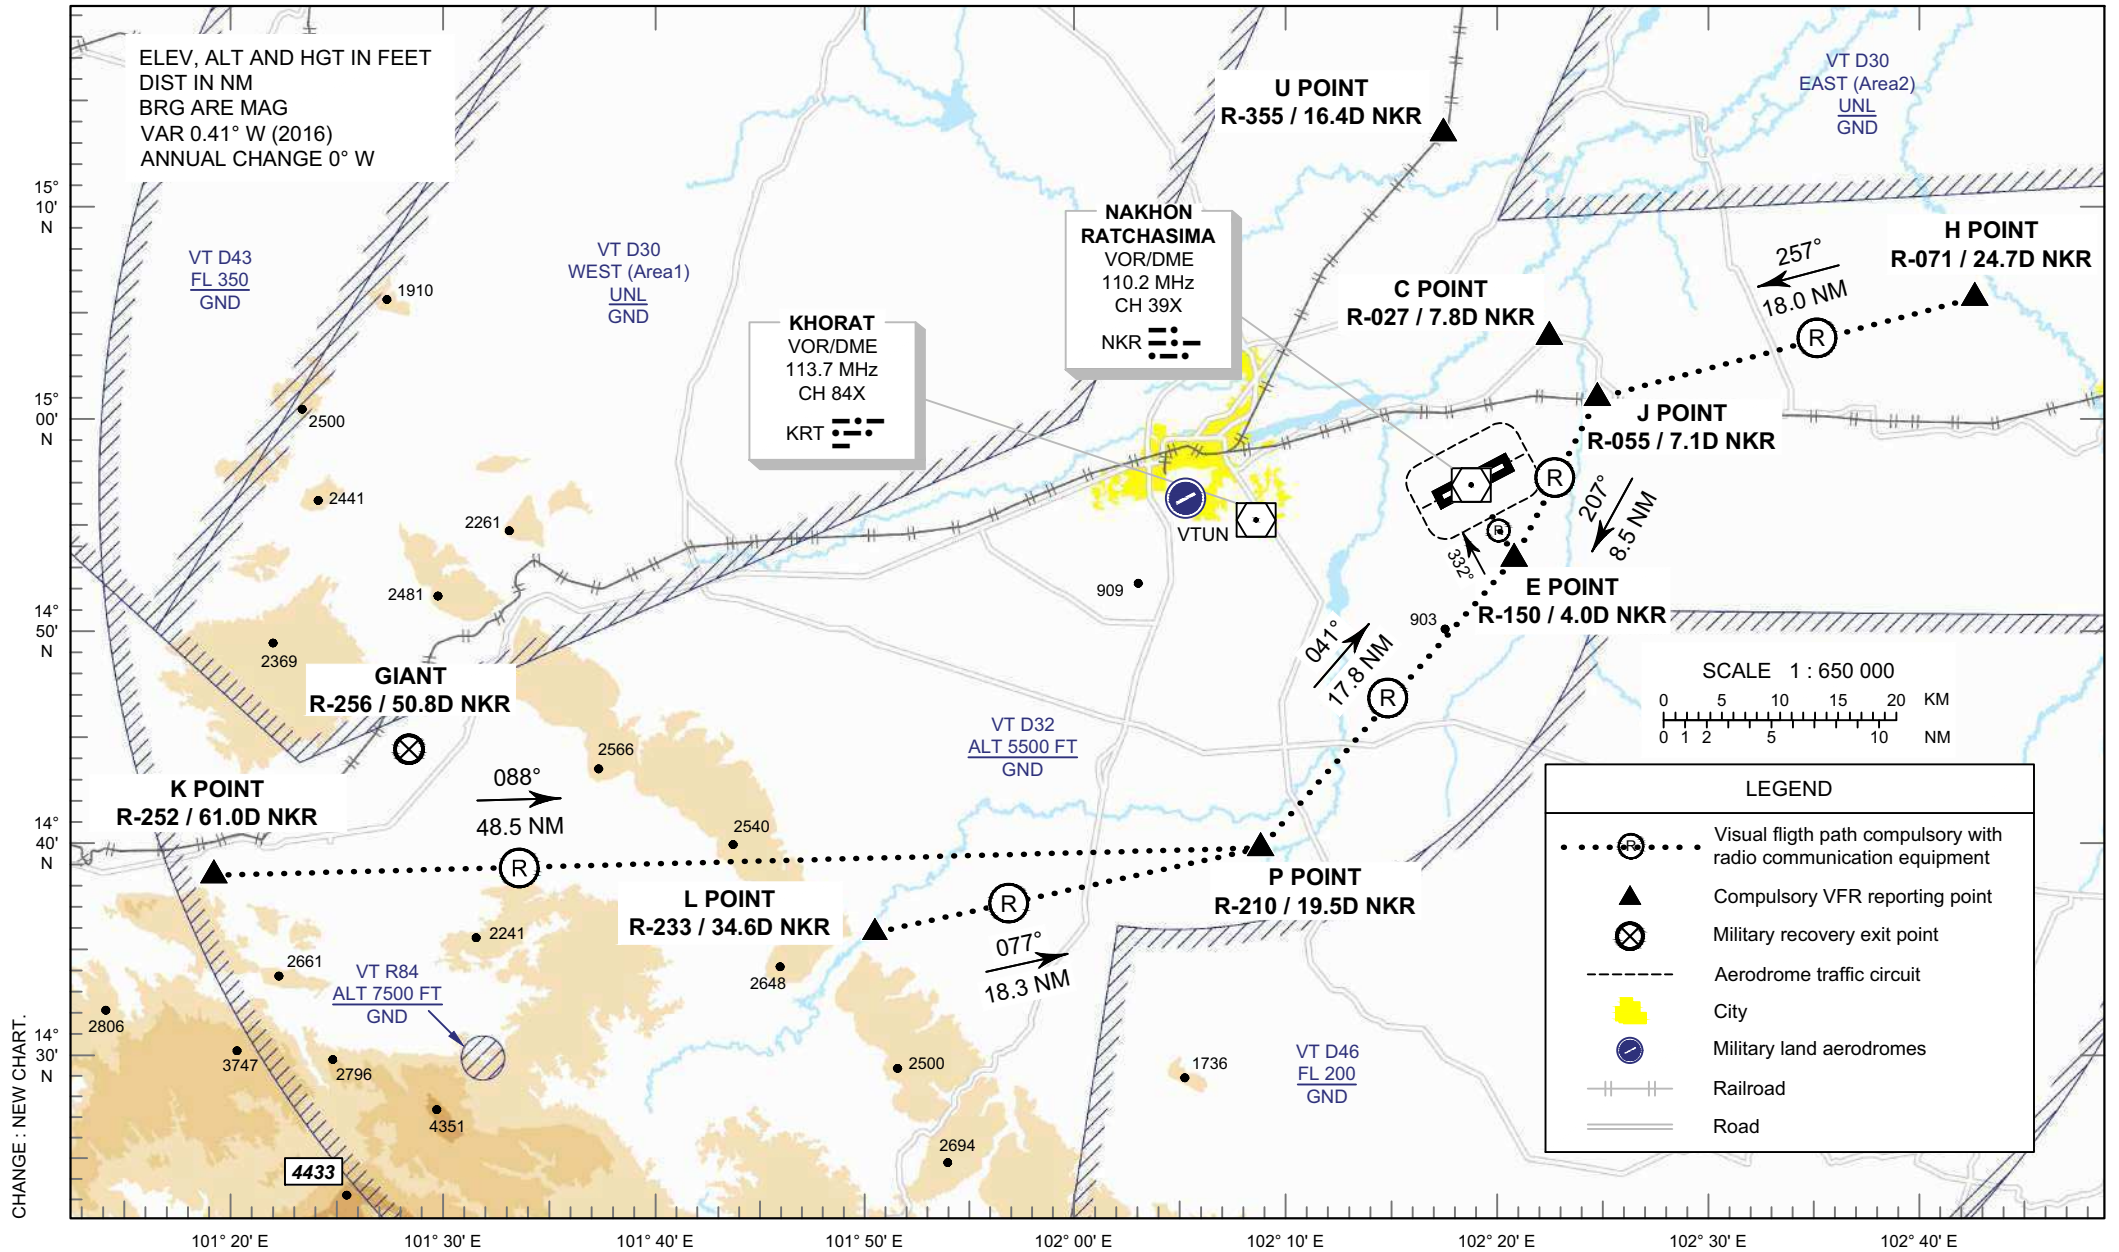 ELEV, ALT AND HGT IN FEET
DIST IN NM
BRG ARE MAG
VAR 0.41° W (2016)
ANNUAL CHANGE 0° W
U POINT
R-355 / 16.4D NKR
VT D30
EAST (Area2)
UNL
GND
15°
10'
N
VT D43
FL 350
GND
1910
VT D30
WEST (Area1)
UNL
GND
NAKHON
RATCHASIMA
VOR/DME
110.2 MHz
CH 39X
NKR
H POINT
R-071 / 24.7D NKR
257°
18.0 NM
R
C POINT
R-027 / 7.8D NKR
KHORAT
VOR/DME
113.7 MHz
CH 84X
KRT
15°
00'
N
2500
2441
2261
2481
2369
J POINT
R-055 / 7.1D NKR
R
207°
8.5 NM
R
332°
VTUN
909
E POINT
R-150 / 4.0D NKR
903
14°
50'
N
041°
17.8 NM
R
GIANT
R-256 / 50.8D NKR
SCALE 1 : 650 000
0 5 10 15 20 KM
0 1 2 5 10 NM
VT D32
ALT 5500 FT
GND
2566
K POINT
R-252 / 61.0D NKR
088°
48.5 NM
R
2540
14°
40'
N
L POINT
R-233 / 34.6D NKR
P POINT
R-210 / 19.5D NKR
R
077°
18.3 NM
2241
2661
2648
VT R84
ALT 7500 FT
GND
2806
3747
2796
4351
4433
14°
30'
N
2500
2694
1736
VT D46
FL 200
GND
LEGEND
R
Visual fligth path compulsory with
radio communication equipment
Compulsory VFR reporting point
Military recovery exit point
Aerodrome traffic circuit
City
Military land aerodromes
Railroad
Road
CHANGE : NEW CHART.
101° 20' E
101° 30' E
101° 40' E
101° 50' E
102° 00' E
102° 10' E
102° 20' E
102° 30' E
102° 40' E